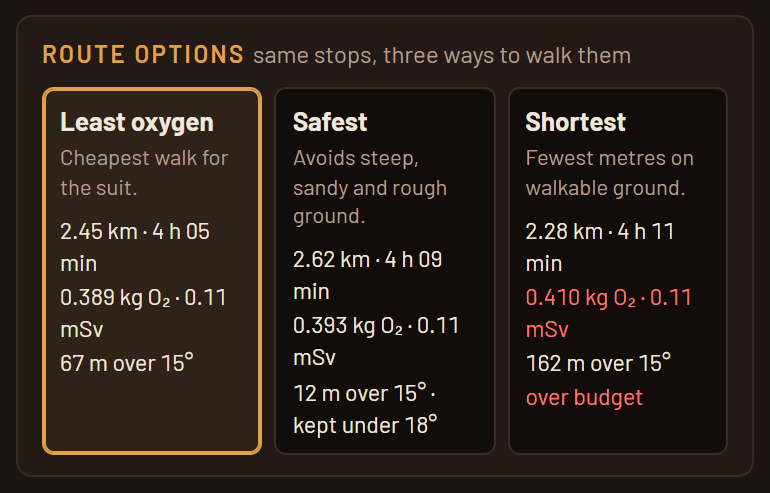 ROUTE OPTIONS same stops, three ways to walk them
Least oxygen
Cheapest walk for
the suit.
2.45 km · 4 h 05
min
0.389 kg O₂ · 0.11
mSv
67 m over 15°
Safest
Avoids steep,
sandy and rough
ground.
2.62 km · 4 h 09
min
0.393 kg O₂ · 0.11
mSv
12 m over 15° ·
kept under 18°
Shortest
Fewest metres on
walkable ground.
2.28 km · 4 h 11
min
0.410 kg O₂ · 0.11
mSv
162 m over 15°
over budget